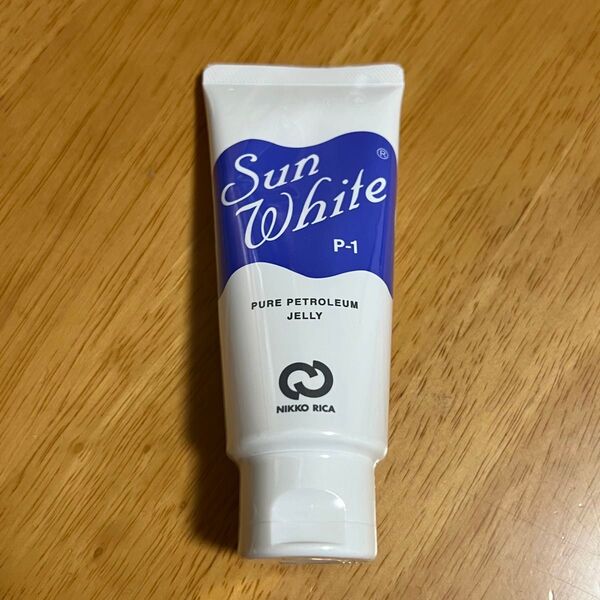 Sun
White
®
P-1
PURE PETROLEUM
JELLY
NIKKO RICA